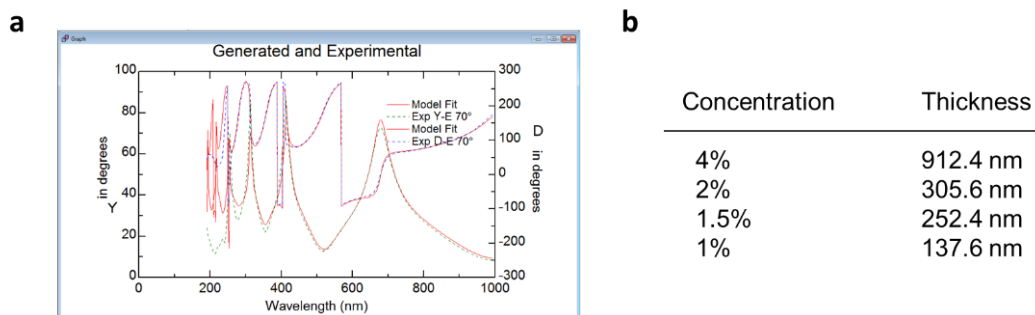 a
Graph
Generated and Experimental
100
80
60
40
20
0
Y in degrees
300
200
100
0
-100
-200
-300
D in degrees
Model Fit
Exp Y-E 70°
Model Fit
Exp D-E 70°
0 200 400 600 800 1000
Wavelength (nm)
b
Concentration Thickness
4% 912.4 nm
2% 305.6 nm
1.5% 252.4 nm
1% 137.6 nm